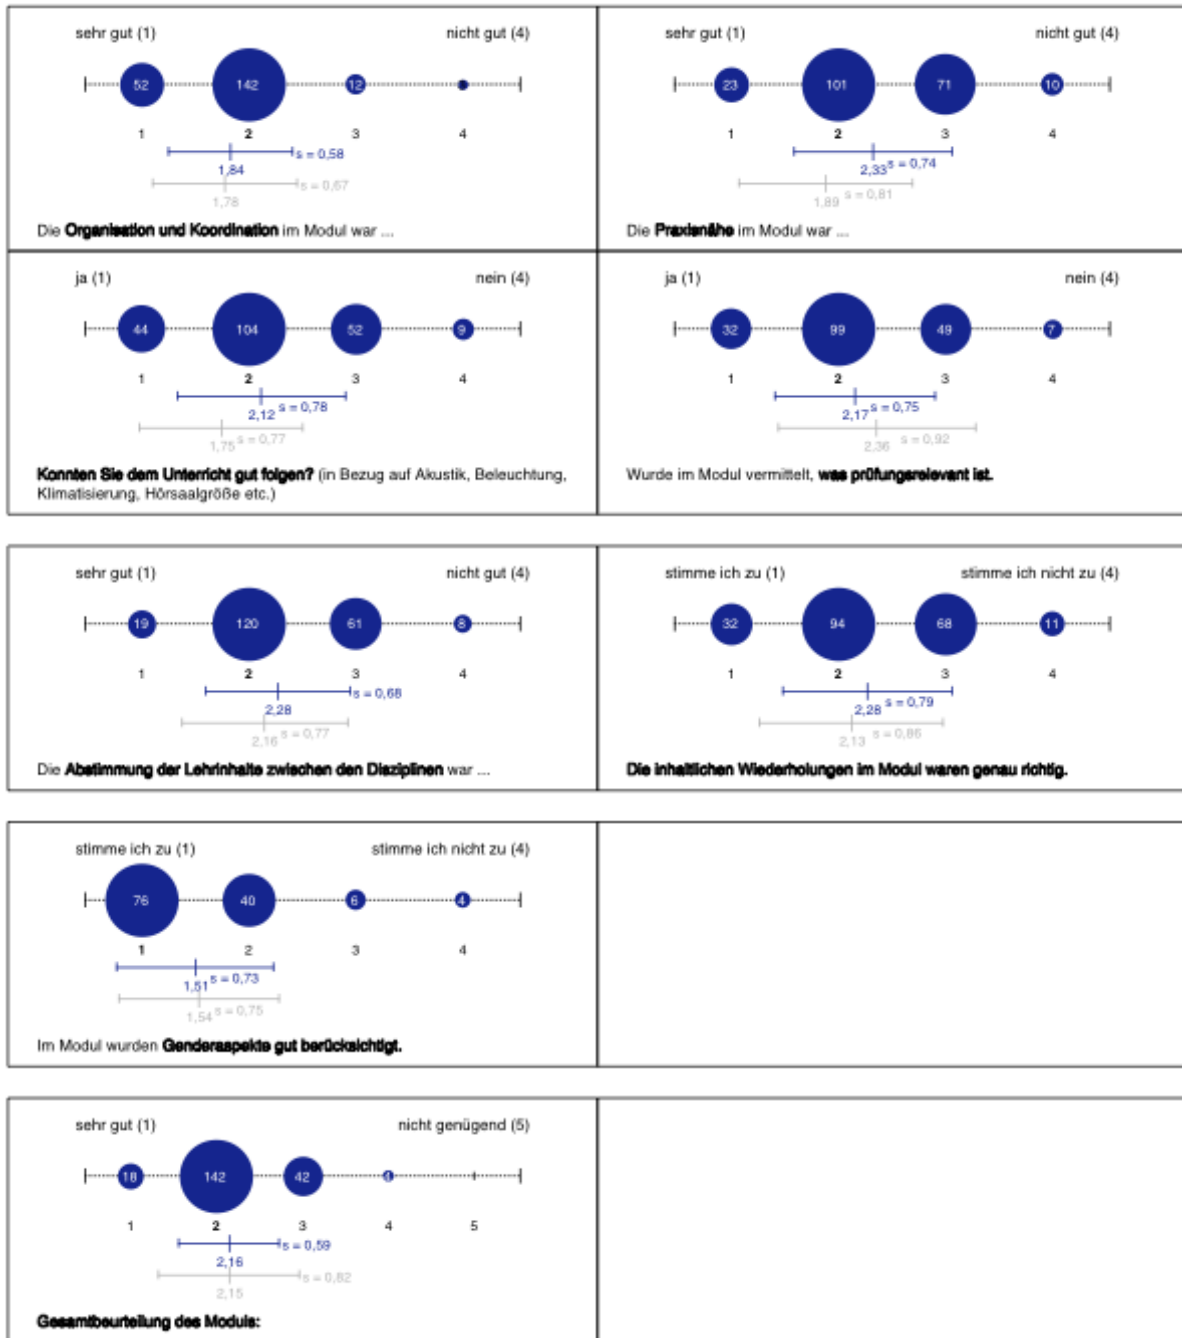 sehr gut (1) nicht gut (4)
52 142 12
1 2 3 4
s = 0,58
1,84
s = 0,67
1,78
Die Organisation und Koordination im Modul war ...
sehr gut (1) nicht gut (4)
23 101 71 10
1 2 3 4
2,33 s = 0,74
1,89 s = 0,81
Die Praxisnähe im Modul war ...
ja (1) nein (4)
44 104 52 9
1 2 3 4
2,12 s = 0,78
1,75 s = 0,77
Konnten Sie dem Unterricht gut folgen? (in Bezug auf Akustik, Beleuchtung,
Klimatisierung, Hörsaalgröße etc.)
ja (1) nein (4)
32 99 49 7
1 2 3 4
2,17 s = 0,75
2,36 s = 0,92
Wurde im Modul vermittelt, was prüfungsrelevant ist.
sehr gut (1) nicht gut (4)
19 120 61 8
1 2 3 4
s = 0,68
2,28
2,16 s = 0,77
Die Abstimmung der Lehrinhalte zwischen den Disziplinen war ...
stimme ich zu (1) stimme ich nicht zu (4)
32 94 68 11
1 2 3 4
2,28 s = 0,79
2,13 s = 0,86
Die inhaltlichen Wiederholungen im Modul waren genau richtig.
stimme ich zu (1) stimme ich nicht zu (4)
76 40 6 4
1 2 3 4
1,51 s = 0,73
1,54 s = 0,75
Im Modul wurden Genderaspekte gut berücksichtigt.
sehr gut (1) nicht genügend (5)
18 142 42 4
1 2 3 4 5
s = 0,59
2,16
s = 0,82
2,15
Gesamtbeurteilung des Moduls: